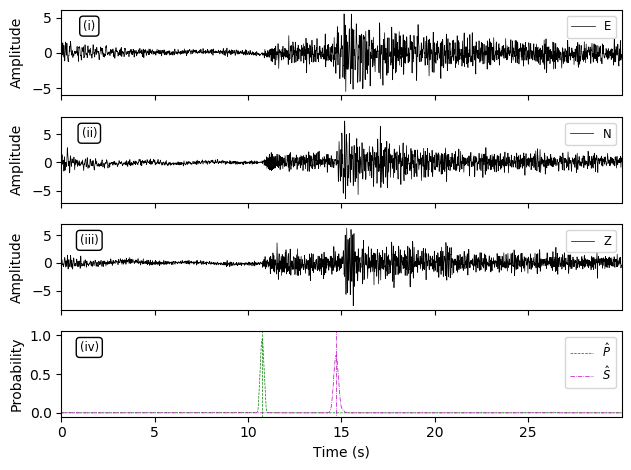 5
0
−5
Amplitude
(i)
E
5
0
−5
Amplitude
(ii)
N
5
0
−5
Amplitude
(iii)
Z
1.0
0.5
0.0
Probability
(iv)
P̂
Ŝ
0 5 10 15 20 25
Time (s)